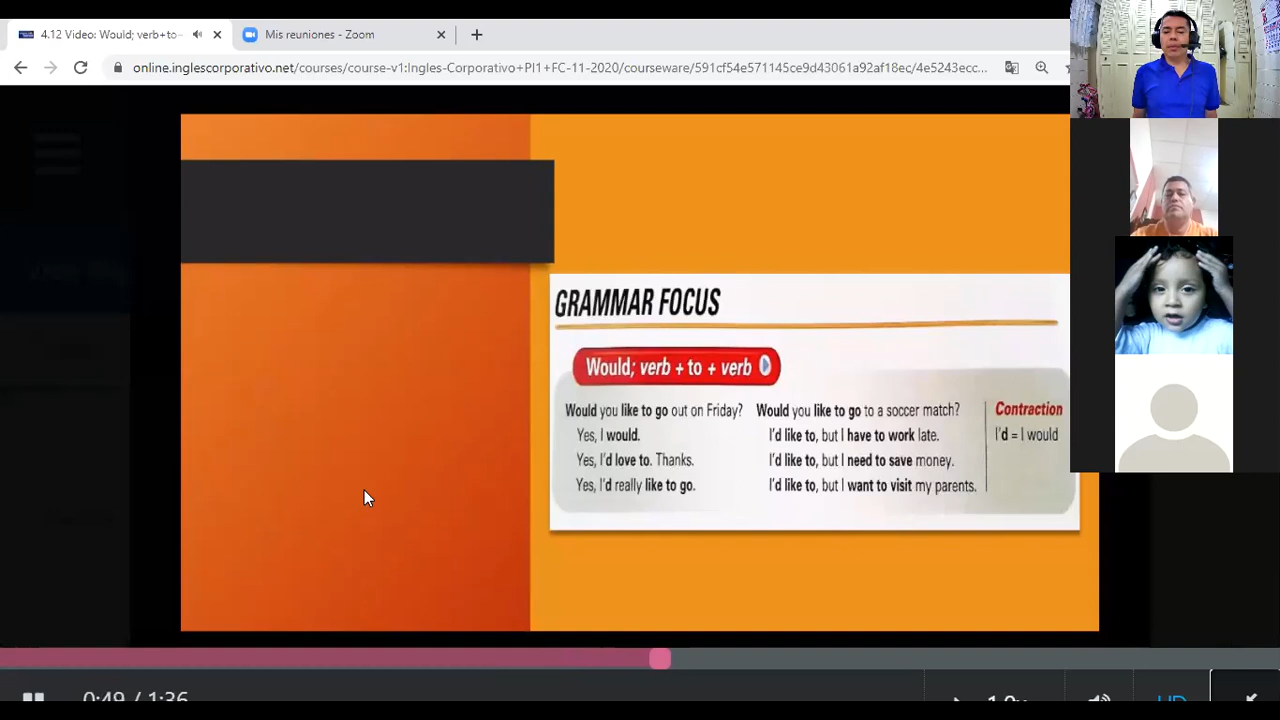 4.12 Video: Would; verb+to-
Mis reuniones - Zoom
online.inglescorporativo.net/courses/course-v1:Ingles-Corporativo+PI1+FC-11-2020/courseware/591cf54e571145ce9d43061a92af18ec/4e5243ecc...
GRAMMAR FOCUS
Would; verb + to + verb
Would you like to go out on Friday?
Yes, I would.
Yes, I'd love to. Thanks.
Yes, I'd really like to go.
Would you like to go to a soccer match?
I'd like to, but I have to work late.
I'd like to, but I need to save money.
I'd like to, but I want to visit my parents.
Contraction
I'd = I would
0:49 / 1:36
1.0x
HD